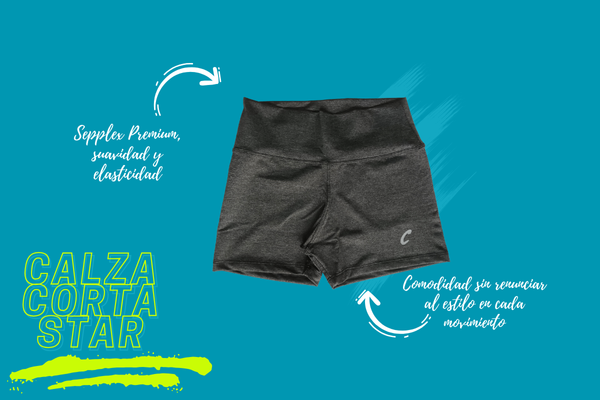 Sepplex Premium,
suavidad y
elasticidad
C
CALZA
CORTA
STAR
Comodidad sin renunciar
al estilo en cada
movimiento